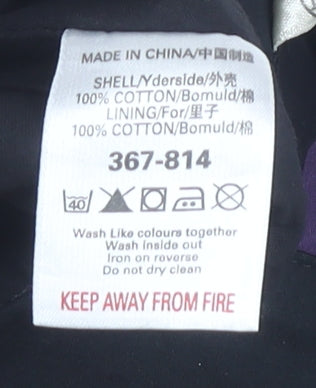 MADE IN CHINA/中国制造
SHELL/Yderside/外壳
100% COTTON/Bomuld/棉
LINING/For/里子
100% COTTON/Bomuld/棉
367-814
40
Wash Like colours together
Wash inside out
Iron on reverse
Do not dry clean
KEEP AWAY FROM FIRE